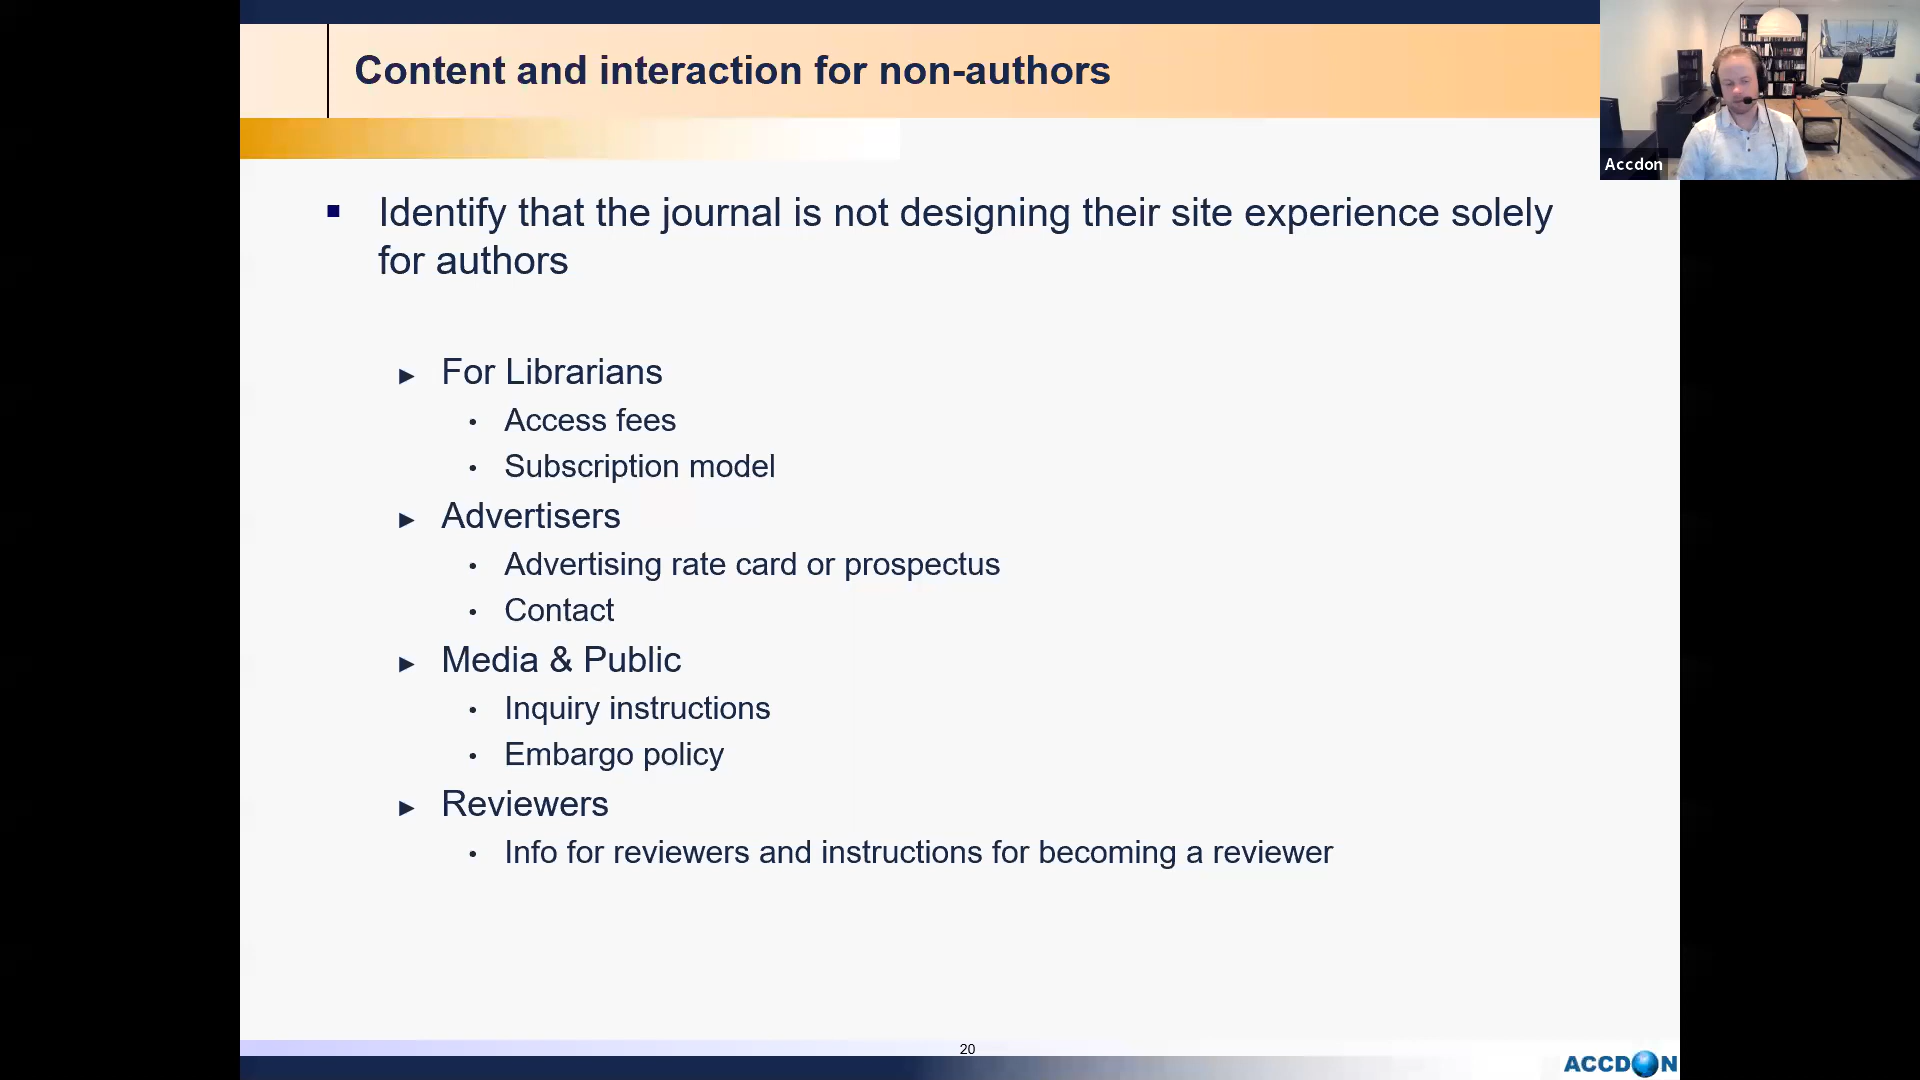 Content and interaction for non-authors
Accdon
Identify that the journal is not designing their site experience solely
for authors
For Librarians
Access fees
Subscription model
Advertisers
Advertising rate card or prospectus
Contact
Media & Public
Inquiry instructions
Embargo policy
Reviewers
Info for reviewers and instructions for becoming a reviewer
20
ACCDON